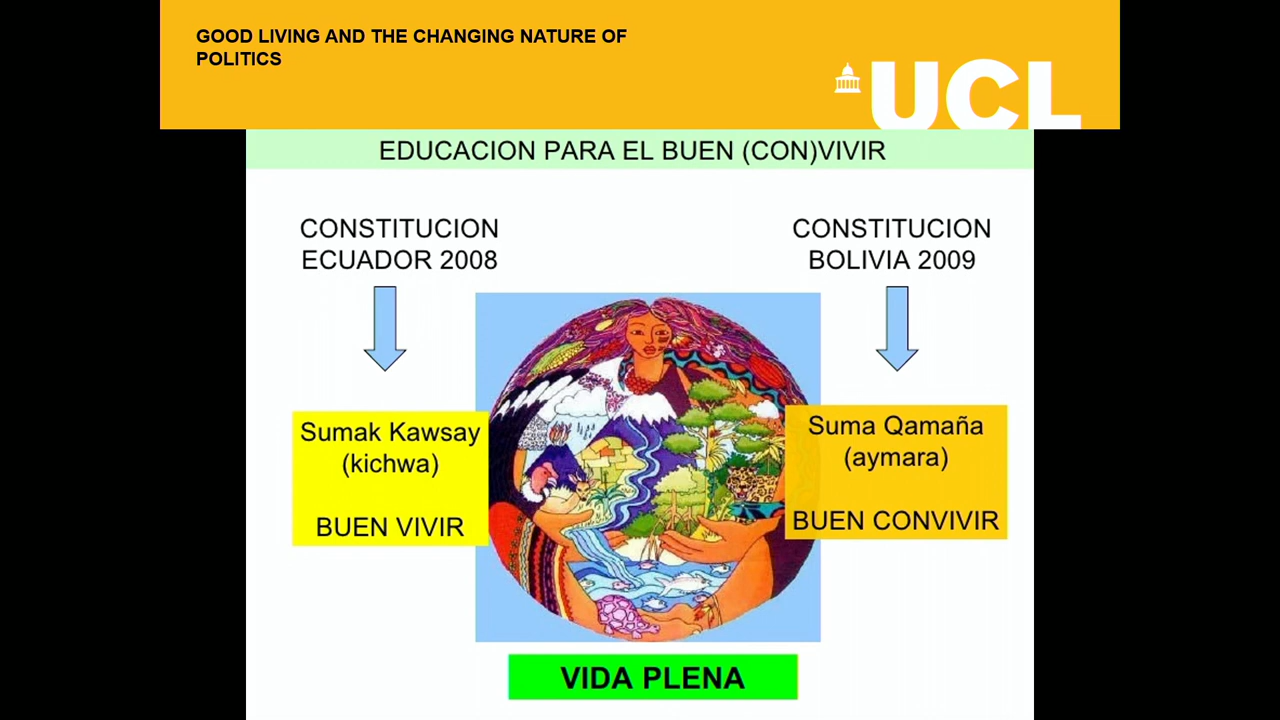 GOOD LIVING AND THE CHANGING NATURE OF
POLITICS
UCL
EDUCACION PARA EL BUEN (CON)VIVIR
CONSTITUCION
ECUADOR 2008
CONSTITUCION
BOLIVIA 2009
Sumak Kawsay
(kichwa)
BUEN VIVIR
Suma Qamaña
(aymara)
BUEN CONVIVIR
VIDA PLENA